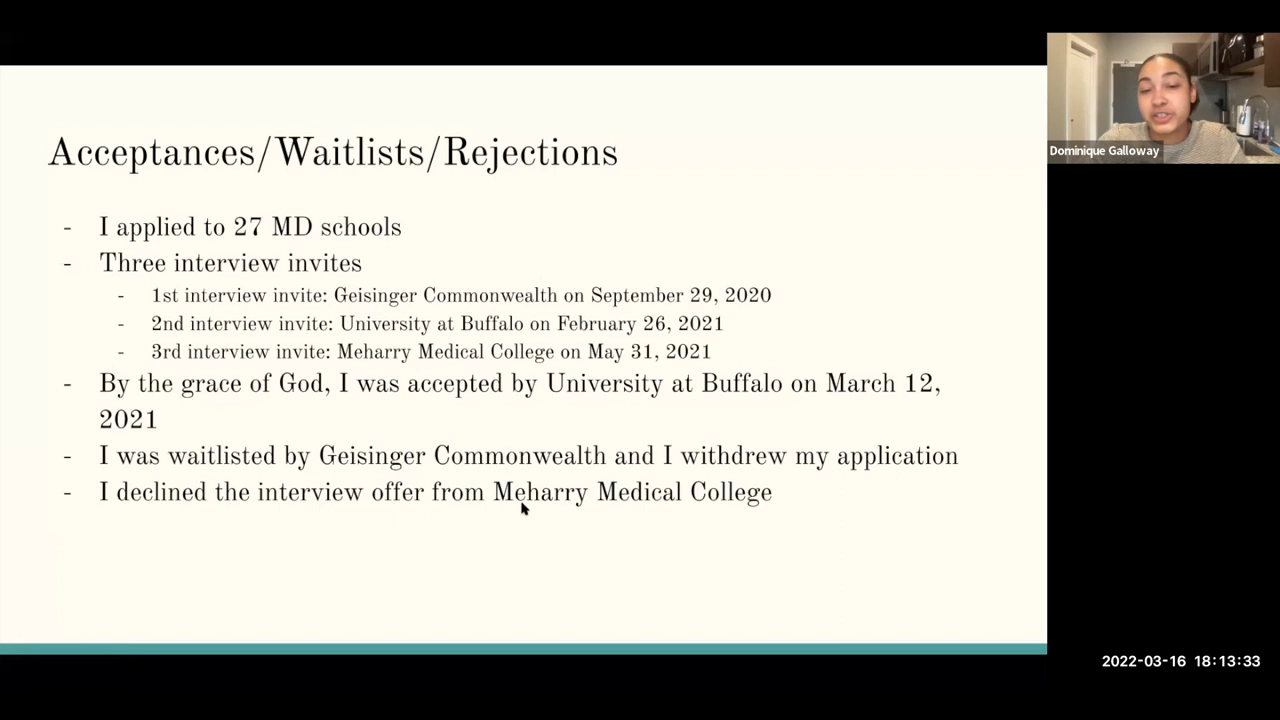 Acceptances/Waitlists/Rejections
- I applied to 27 MD schools
- Three interview invites
- 1st interview invite: Geisinger Commonwealth on September 29, 2020
- 2nd interview invite: University at Buffalo on February 26, 2021
- 3rd interview invite: Meharry Medical College on May 31, 2021
- By the grace of God, I was accepted by University at Buffalo on March 12,
2021
- I was waitlisted by Geisinger Commonwealth and I withdrew my application
- I declined the interview offer from Meharry Medical College
Dominique Galloway
2022-03-16 18:13:33